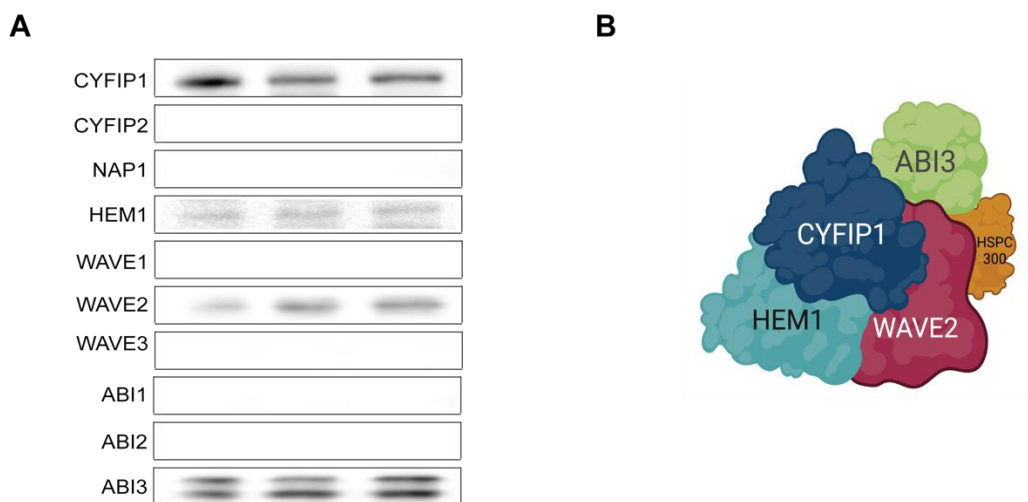 A
CYFIP1
CYFIP2
NAP1
HEM1
WAVE1
WAVE2
WAVE3
ABI1
ABI2
ABI3
B
ABI3
CYFIP1
HSPC
300
HEM1
WAVE2